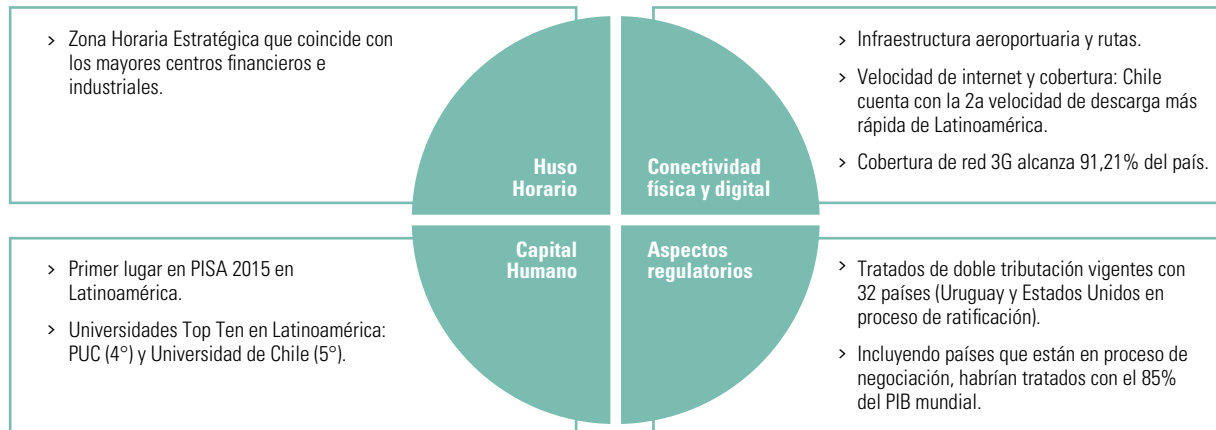 > Zona Horaria Estratégica que coincide con
los mayores centros financieros e
industriales.
Huso
Horario
Conectividad
física y digital
> Infraestructura aeroportuaria y rutas.
> Velocidad de internet y cobertura: Chile
cuenta con la 2a velocidad de descarga más
rápida de Latinoamérica.
> Cobertura de red 3G alcanza 91,21% del país.
> Primer lugar en PISA 2015 en
Latinoamérica.
> Universidades Top Ten en Latinoamérica:
PUC (4°) y Universidad de Chile (5°).
Capital
Humano
Aspectos
regulatorios
> Tratados de doble tributación vigentes con
32 países (Uruguay y Estados Unidos en
proceso de ratificación).
> Incluyendo países que están en proceso de
negociación, habrían tratados con el 85%
del PIB mundial.